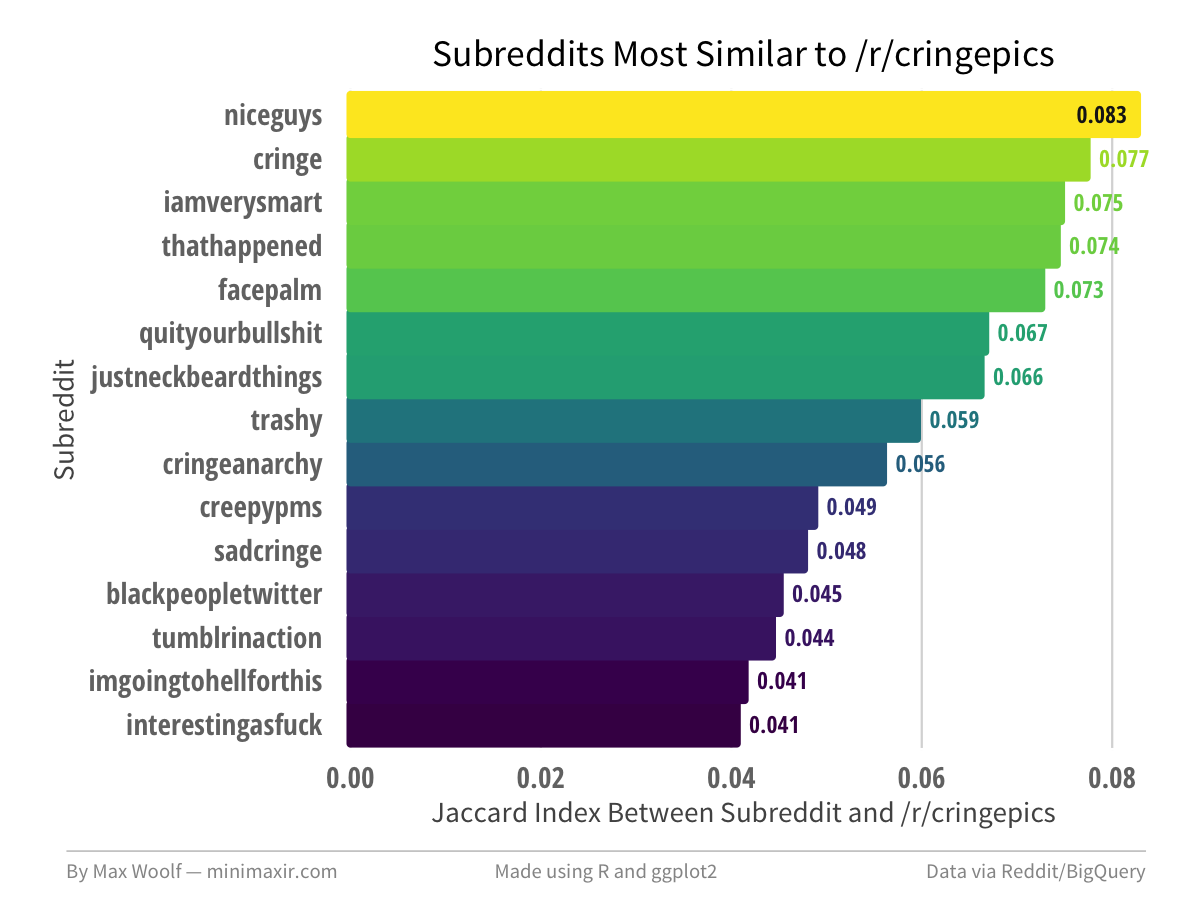 Subreddits Most Similar to /r/cringepics
niceguys 0.083
cringe 0.077
iamverysmart 0.075
thathappened 0.074
facepalm 0.073
quityourbullshit 0.067
justneckbeardthings 0.066
trashy 0.059
cringeanarchy 0.056
creepypms 0.049
sadcringe 0.048
blackpeopletwitter 0.045
tumblrinaction 0.044
imgoingtohellforthis 0.041
interestingasfuck 0.041
Subreddit
0.00 0.02 0.04 0.06 0.08
Jaccard Index Between Subreddit and /r/cringepics
By Max Woolf — minimaxir.com Made using R and ggplot2 Data via Reddit/BigQuery